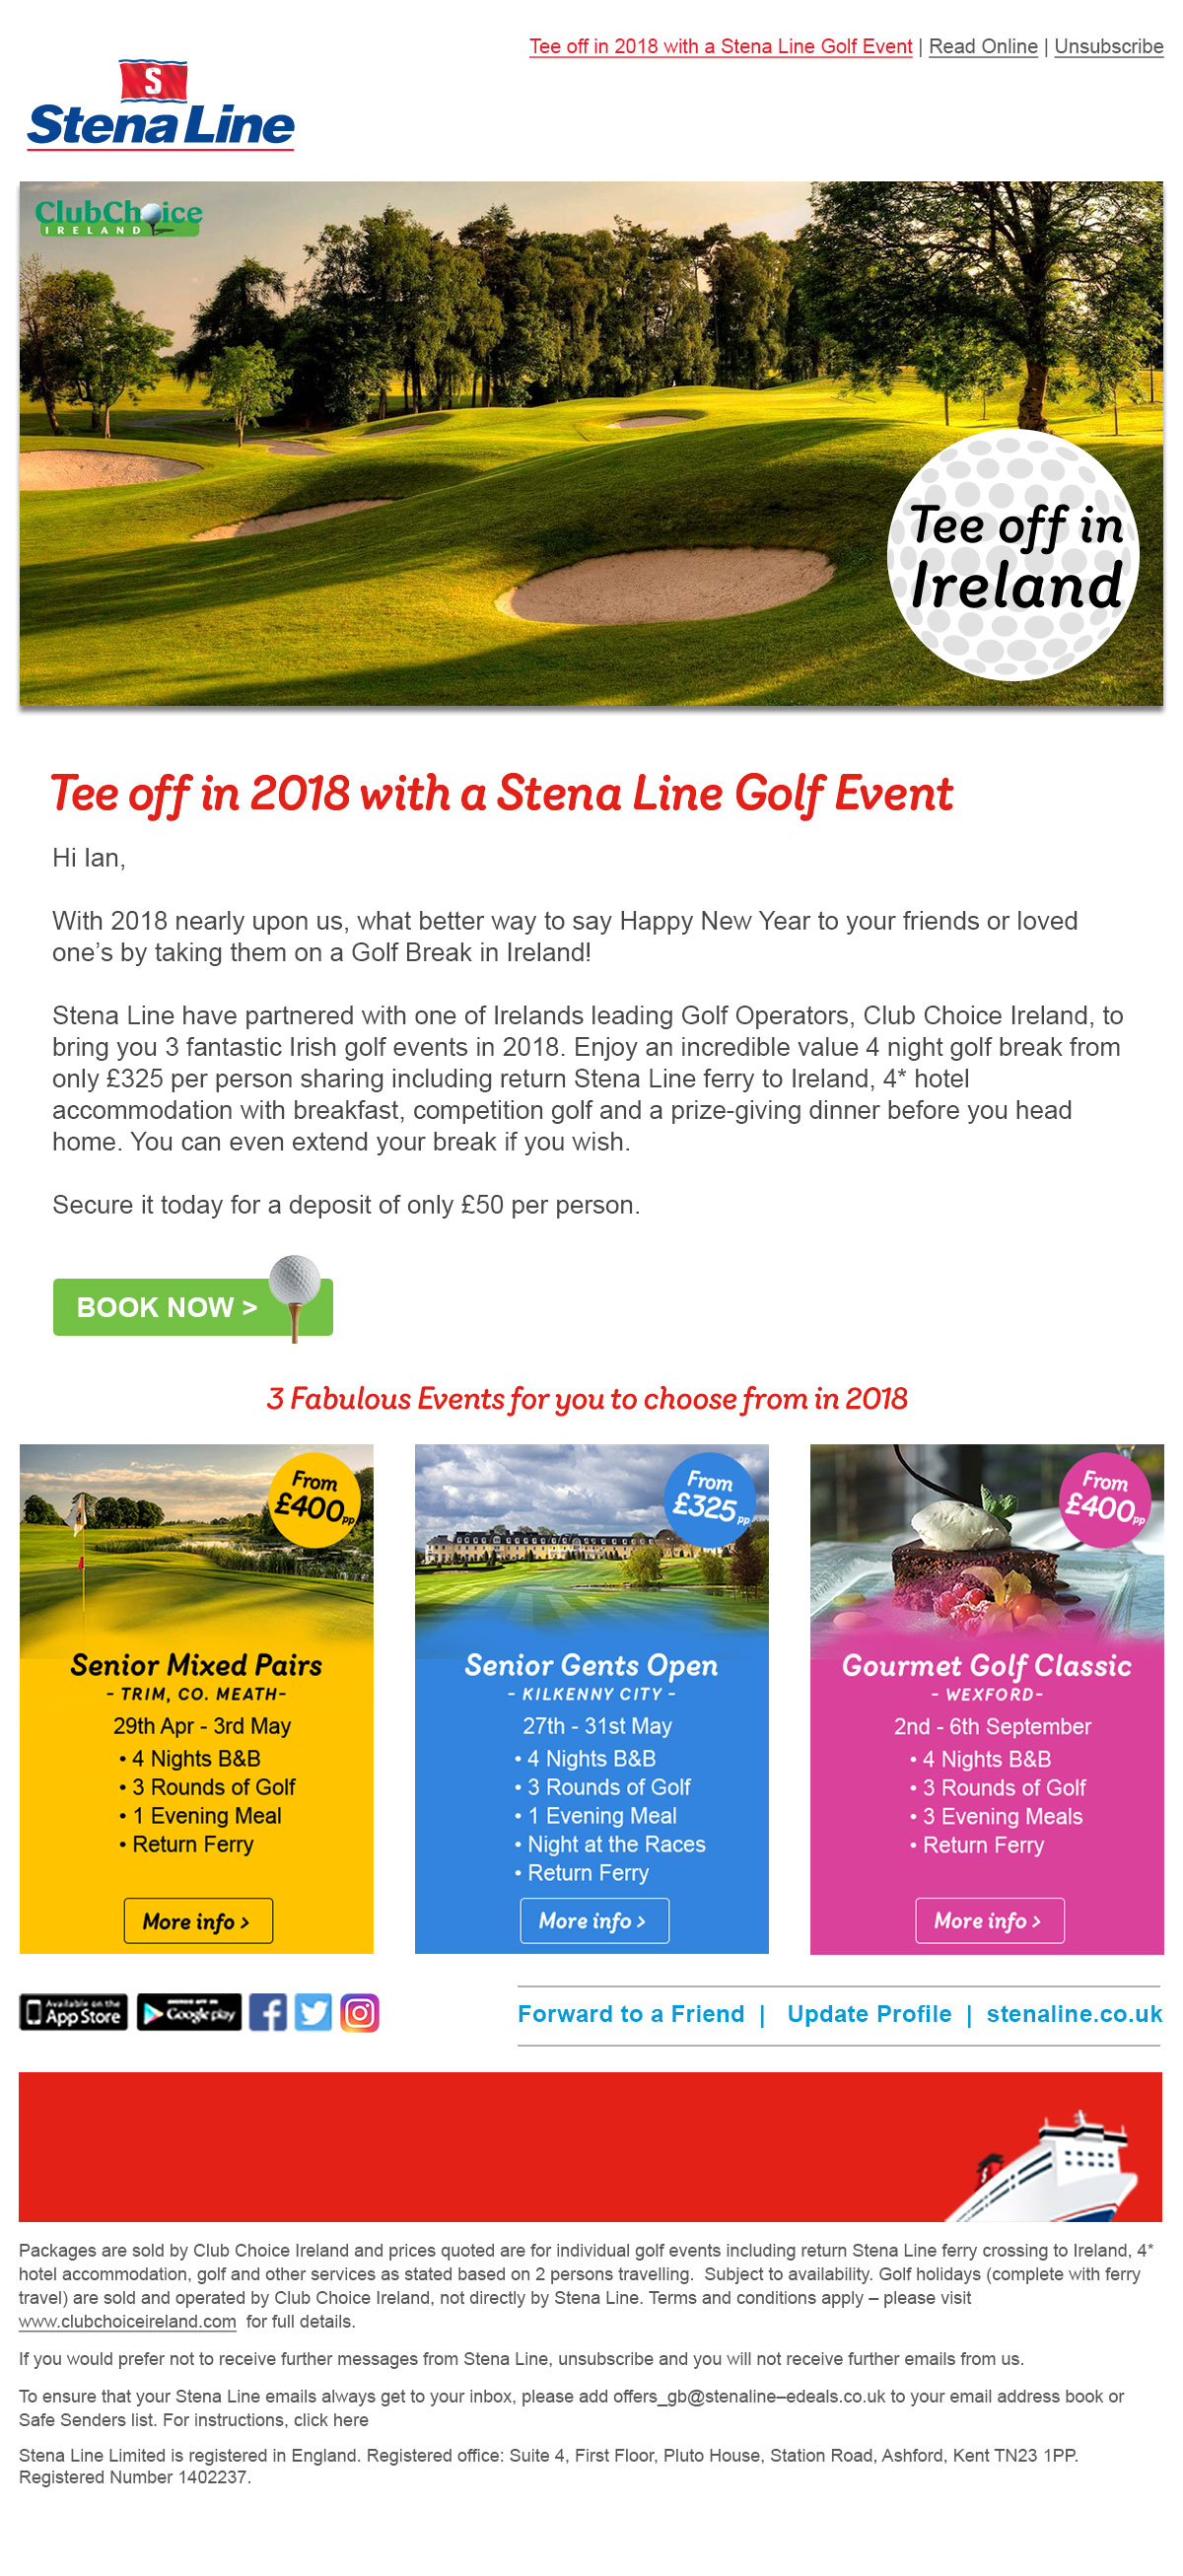 Tee off in 2018 with a Stena Line Golf Event | Read Online | Unsubscribe
S
Stena Line
ClubChoice
IRELAND
Tee off in
Ireland
Tee off in 2018 with a Stena Line Golf Event
Hi Ian,
With 2018 nearly upon us, what better way to say Happy New Year to your friends or loved
one’s by taking them on a Golf Break in Ireland!
Stena Line have partnered with one of Irelands leading Golf Operators, Club Choice Ireland, to
bring you 3 fantastic Irish golf events in 2018. Enjoy an incredible value 4 night golf break from
only £325 per person sharing including return Stena Line ferry to Ireland, 4* hotel
accommodation with breakfast, competition golf and a prize-giving dinner before you head
home. You can even extend your break if you wish.
Secure it today for a deposit of only £50 per person.
BOOK NOW >
3 Fabulous Events for you to choose from in 2018
From
£400pp
Senior Mixed Pairs
- TRIM, CO. MEATH-
29th Apr - 3rd May
• 4 Nights B&B
• 3 Rounds of Golf
• 1 Evening Meal
• Return Ferry
More info >
From
£325pp
Senior Gents Open
- KILKENNY CITY -
27th - 31st May
• 4 Nights B&B
• 3 Rounds of Golf
• 1 Evening Meal
• Night at the Races
• Return Ferry
More info >
From
£400pp
Gourmet Golf Classic
- WEXFORD-
2nd - 6th September
• 4 Nights B&B
• 3 Rounds of Golf
• 3 Evening Meals
• Return Ferry
More info >
Available on the
App Store
ANDROID APP ON
Google play
Forward to a Friend | Update Profile | stenaline.co.uk
Packages are sold by Club Choice Ireland and prices quoted are for individual golf events including return Stena Line ferry crossing to Ireland, 4*
hotel accommodation, golf and other services as stated based on 2 persons travelling. Subject to availability. Golf holidays (complete with ferry
travel) are sold and operated by Club Choice Ireland, not directly by Stena Line. Terms and conditions apply – please visit
www.clubchoiceireland.com for full details.
If you would prefer not to receive further messages from Stena Line, unsubscribe and you will not receive further emails from us.
To ensure that your Stena Line emails always get to your inbox, please add offers_gb@stenaline–edeals.co.uk to your email address book or
Safe Senders list. For instructions, click here
Stena Line Limited is registered in England. Registered office: Suite 4, First Floor, Pluto House, Station Road, Ashford, Kent TN23 1PP.
Registered Number 1402237.